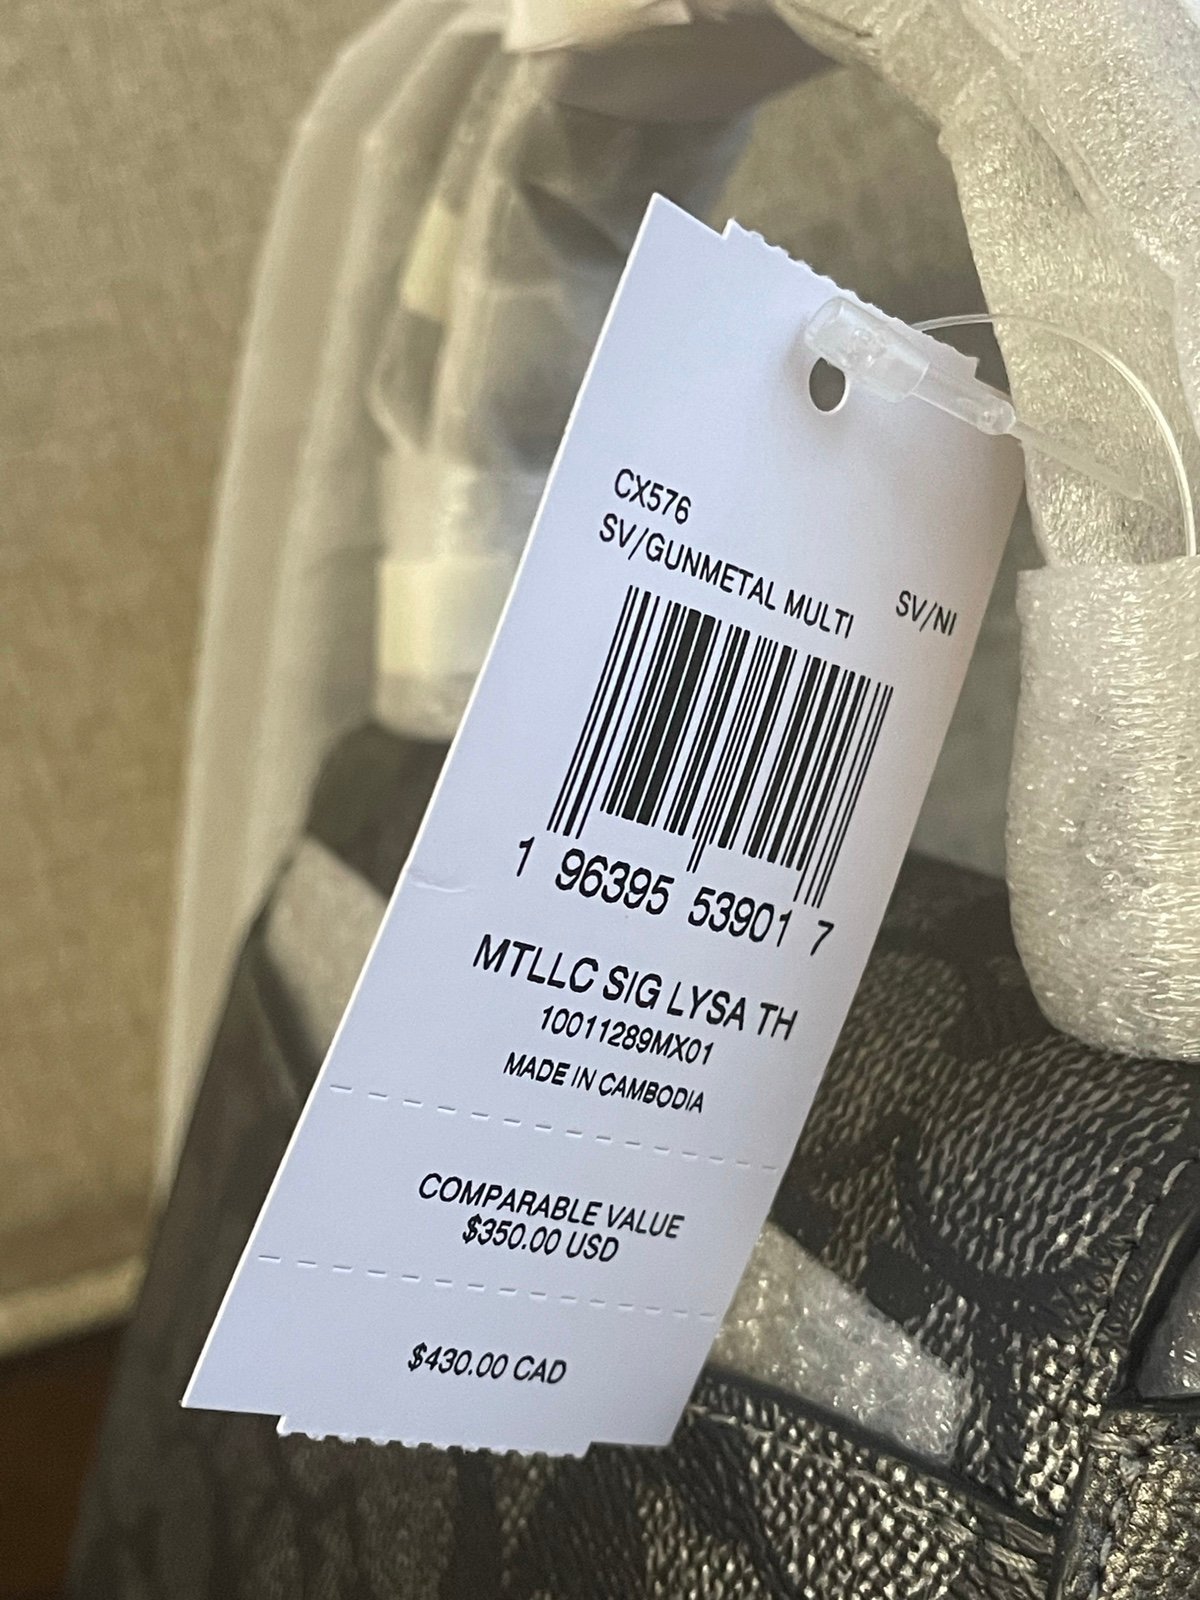 CX576
SV/GUNMETAL MULTI SV/NI
1 96395 53901 7
MTLLC SIG LYSA TH
10011289MX01
MADE IN CAMBODIA
COMPARABLE VALUE
$350.00 USD
$430.00 CAD